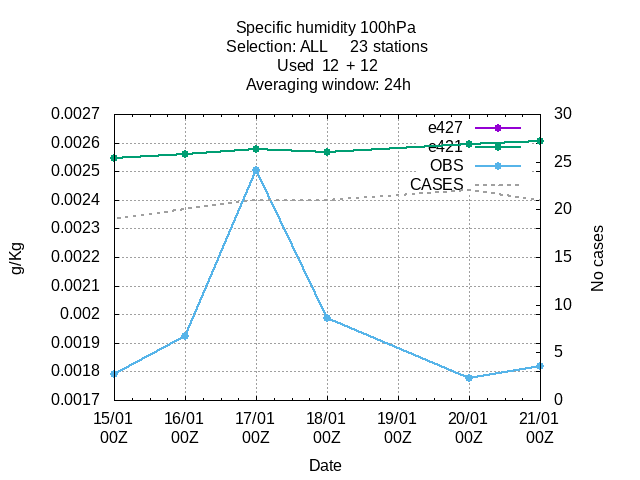 Specific humidity 100hPa
Selection: ALL     23 stations
Used  12  + 12
Averaging window: 24h
0.0027
0.0026
0.0025
0.0024
0.0023
0.0022
0.0021
0.002
0.0019
0.0018
0.0017
30
25
20
15
10
5
0
e427
e421
OBS
CASES
g/Kg
No cases
15/01 16/01 17/01 18/01 19/01 20/01 21/01
00Z 00Z 00Z 00Z 00Z 00Z 00Z
Date